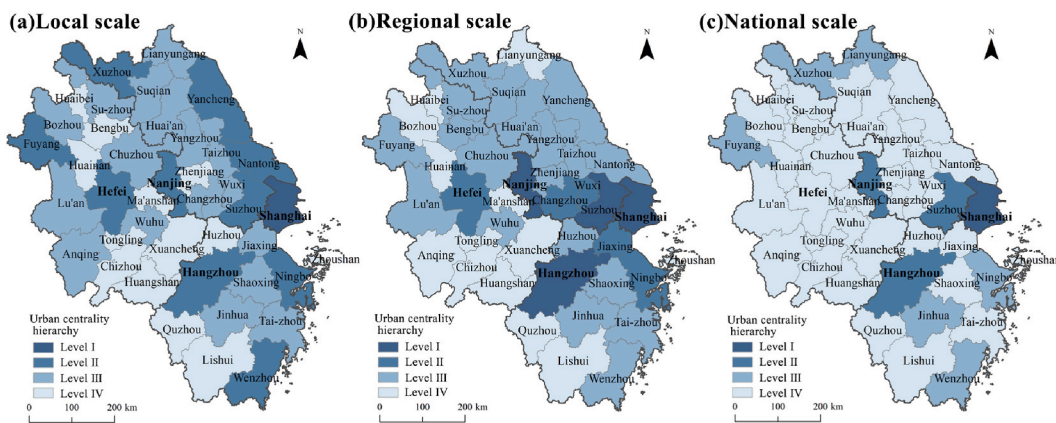 (a)Local scale
N
Lianyungang
Xuzhou
Suqian
Huaibei
Su-zhou
Yancheng
Bozhou
Bengbu
Huai'an
Fuyang
Yangzhou
Huainan
Chuzhou
Taizhou
Zhenjiang
Nantong
Hefei
Nanjing
Wuxi
Lu'an
Ma'anshan
Changzhou
Suzhou
Shanghai
Wuhu
Tongling
Huzhou
Xuancheng
Jiaxing
Anqing
Chizhou
Hangzhou
Zhoushan
Huangshan
Shaoxing
Ningbo
Jinhua
Tai-zhou
Quzhou
Lishui
Wenzhou
Urban centrality
hierarchy
Level I
Level II
Level III
Level IV
0 100 200 km
(b)Regional scale
N
Lianyungang
Xuzhou
Suqian
Huaibei
Su-zhou
Yancheng
Bozhou
Bengbu
Huai'an
Fuyang
Yangzhou
Huainan
Chuzhou
Taizhou
Zhenjiang
Nantong
Hefei
Nanjing
Wuxi
Lu'an
Ma'anshan
Changzhou
Suzhou
Shanghai
Wuhu
Tongling
Huzhou
Xuancheng
Jiaxing
Anqing
Chizhou
Hangzhou
Zhoushan
Huangshan
Shaoxing
Ningbo
Jinhua
Tai-zhou
Quzhou
Lishui
Wenzhou
Urban centrality
hierarchy
Level I
Level II
Level III
Level IV
0 100 200 km
(c)National scale
N
Lianyungang
Xuzhou
Suqian
Huaibei
Su-zhou
Yancheng
Bozhou
Bengbu
Huai'an
Fuyang
Yangzhou
Huainan
Chuzhou
Taizhou
Zhenjiang
Nantong
Hefei
Nanjing
Wuxi
Lu'an
Ma'anshan
Changzhou
Suzhou
Shanghai
Wuhu
Tongling
Huzhou
Xuancheng
Jiaxing
Anqing
Chizhou
Hangzhou
Zhoushan
Huangshan
Shaoxing
Ningbo
Jinhua
Tai-zhou
Quzhou
Lishui
Wenzhou
Urban centrality
hierarchy
Level I
Level II
Level III
Level IV
0 100 200 km